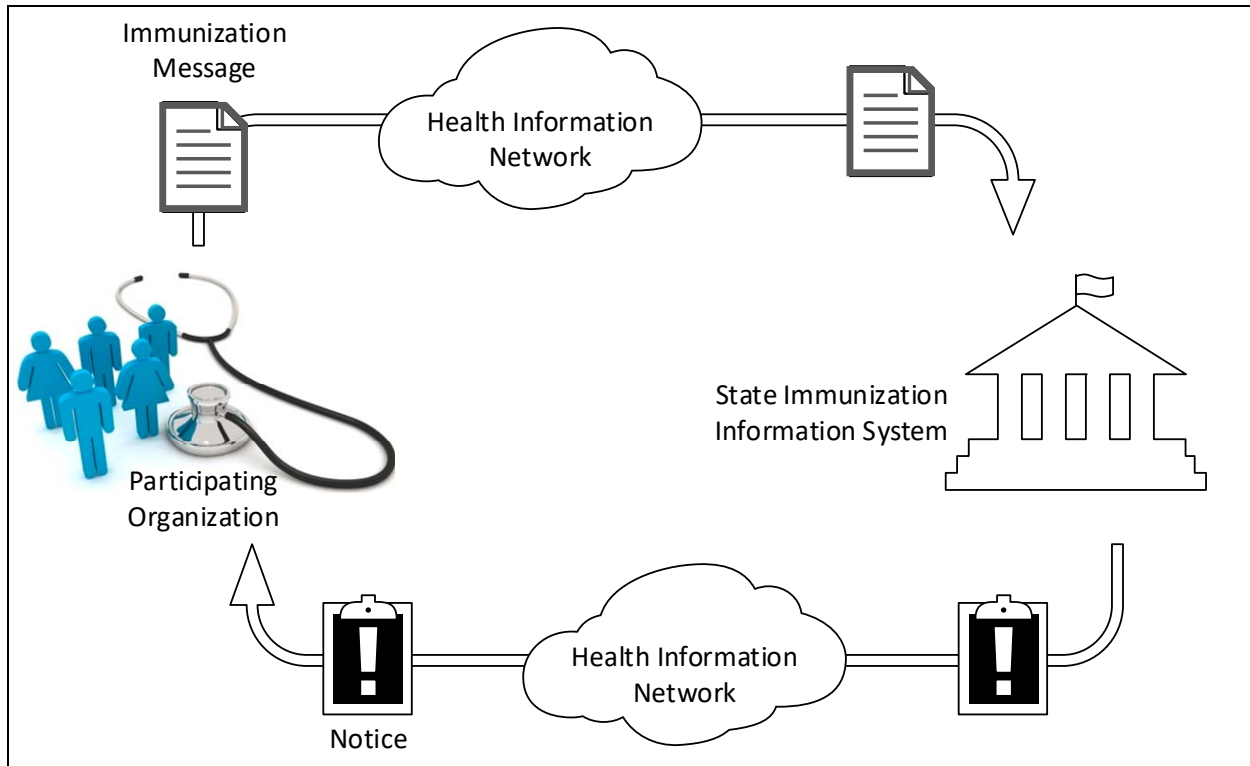 Immunization
Message
Health Information
Network
State Immunization
Information System
Participating
Organization
Health Information
Network
Notice